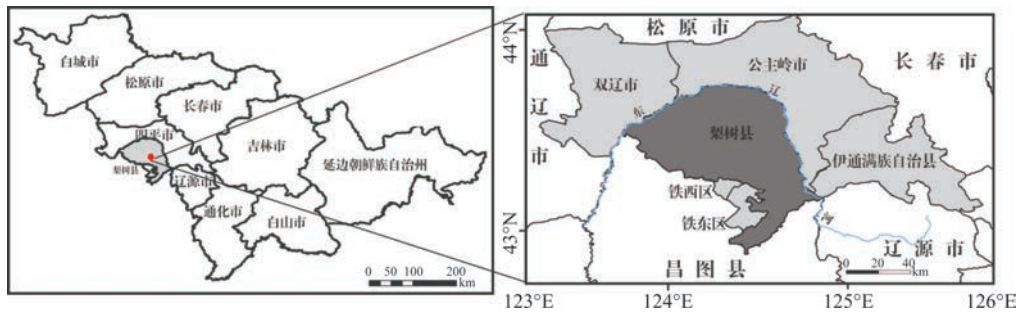 白城市
松原市
长春市
四平市
梨树县
吉林市
延边朝鲜族自治州
辽源市
通化市
白山市
0 50 100 200
km
44°N
43°N
通辽市
松原市
双辽市
公主岭市
长春市
东
辽
河
梨树县
伊通满族自治县
铁西区
铁东区
昌图县
辽源市
0 20 40
km
123°E 124°E 125°E 126°E